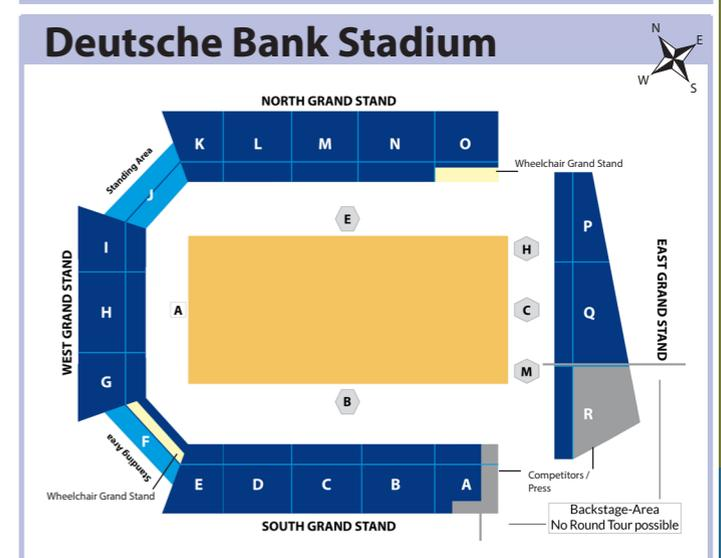 Deutsche Bank Stadium
N
E
W
S
NORTH GRAND STAND
K L M N O
Wheelchair Grand Stand
Standing Area
J
E
P
I
H
WEST GRAND STAND
H
A
C
Q
EAST GRAND STAND
G
M
B
R
F
Standing Area
Wheelchair Grand Stand
E D C B A
Competitors /
Press
SOUTH GRAND STAND
Backstage-Area
No Round Tour possible